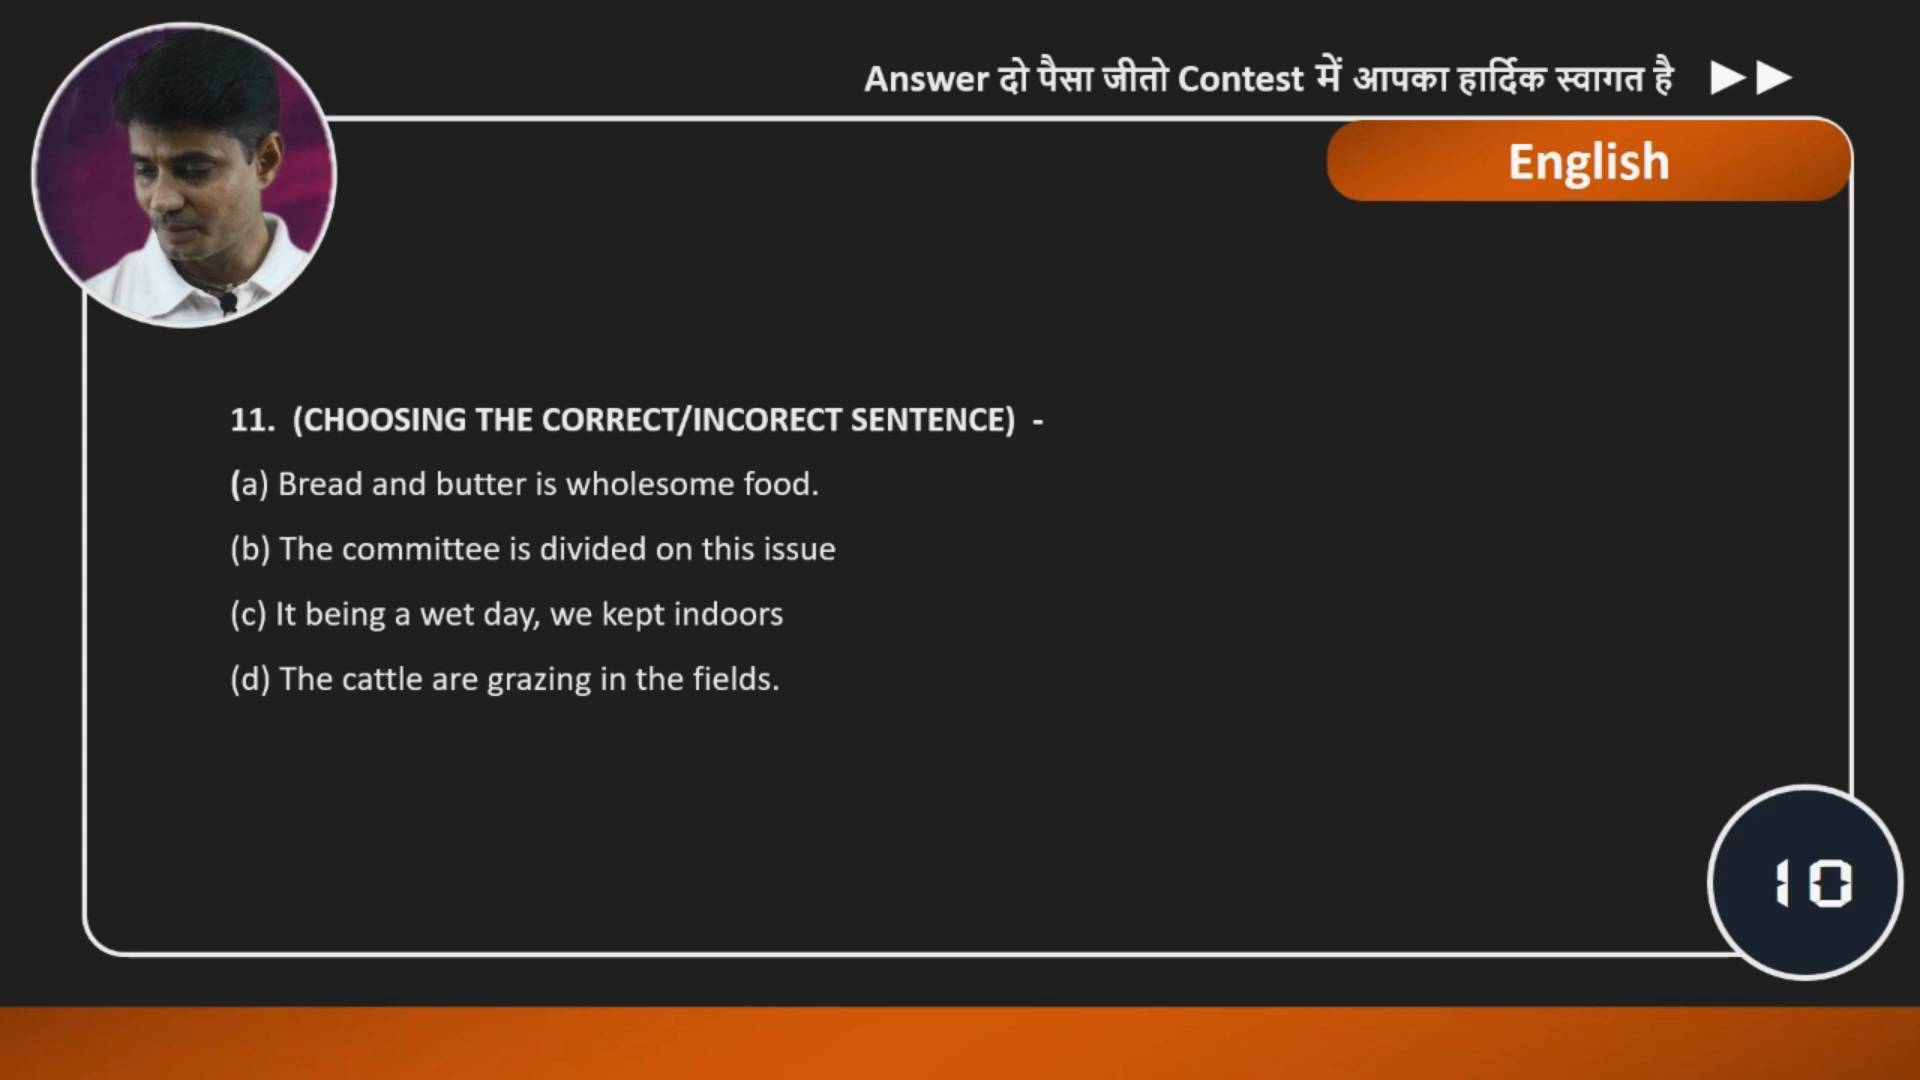 Answer दो पैसा जीतो Contest में आपका हार्दिक स्वागत है
English
11. (CHOOSING THE CORRECT/INCORECT SENTENCE) -
(a) Bread and butter is wholesome food.
(b) The committee is divided on this issue
(c) It being a wet day, we kept indoors
(d) The cattle are grazing in the fields.
10